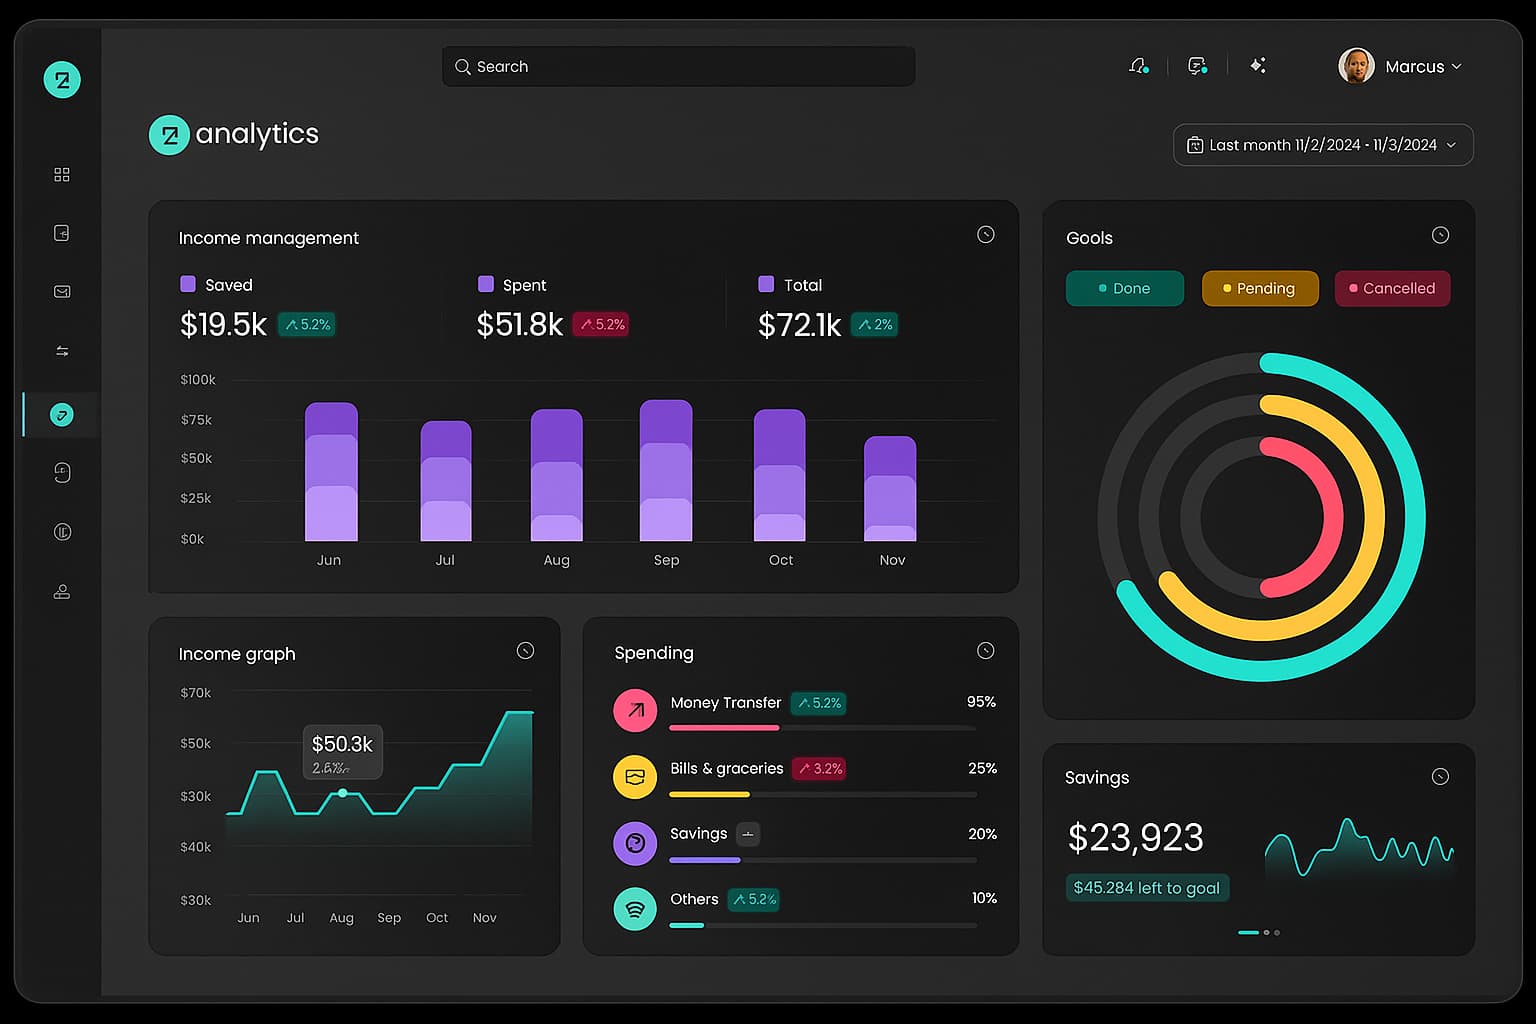 Search
Marcus
analytics
Last month 11/2/2024 - 11/3/2024
Income management
Saved
$19.5k
5.2%
Spent
$51.8k
5.2%
Total
$72.1k
2%
$100k
$75k
$50k
$25k
$0k
Jun Jul Aug Sep Oct Nov
Gools
Done
Pending
Cancelled
Income graph
$70k
$50k
$30k
$40k
$30k
$50.3k
Jun Jul Aug Sep Oct Nov
Spending
Money Transfer 5.2% 95%
Bills & graceries 3.2% 25%
Savings 20%
Others 5.2% 10%
Savings
$23,923
$45.284 left to goal